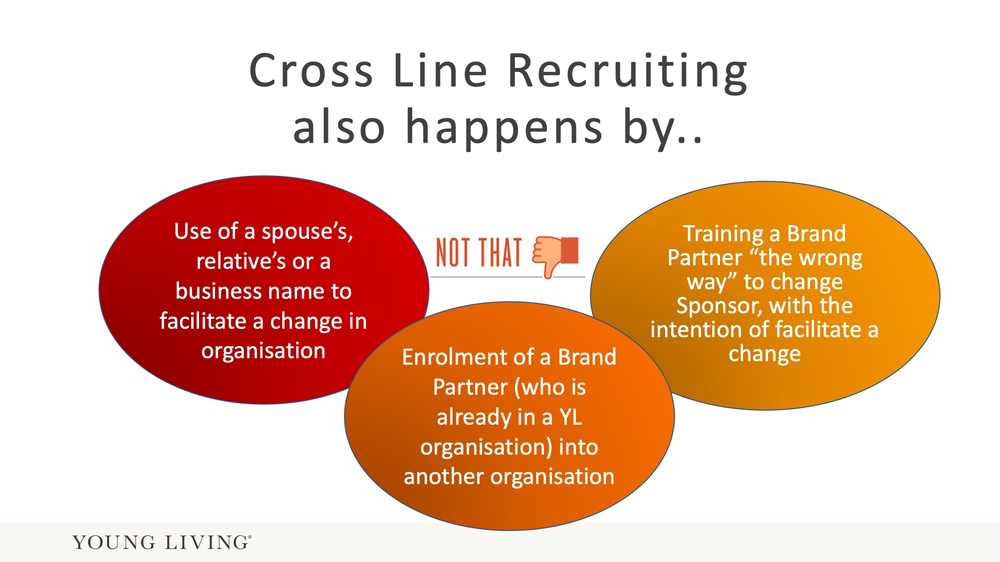 Cross Line Recruiting
also happens by..
Use of a spouse’s,
relative’s or a
business name to
facilitate a change in
organisation
NOT THAT
Enrolment of a Brand
Partner (who is
already in a YL
organisation) into
another organisation
Training a Brand
Partner “the wrong
way” to change
Sponsor, with the
intention of facilitate a
change
YOUNG LIVING®